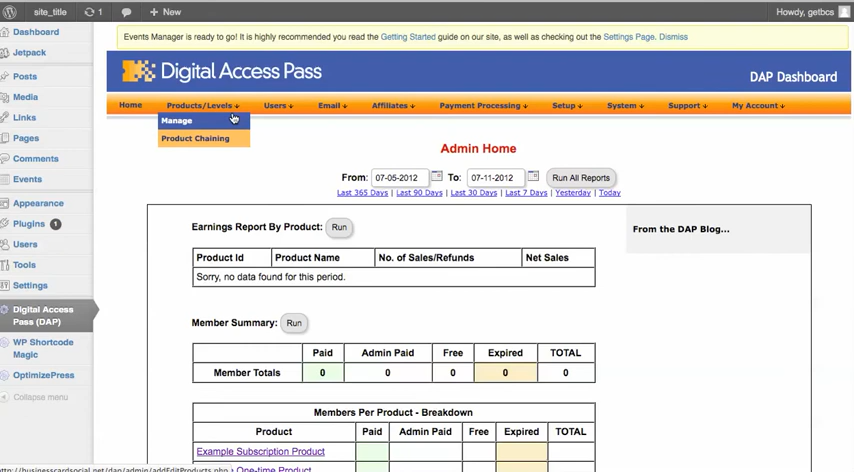 site_title 1 + New Howdy, getbcs
Events Manager is ready to go! It is highly recommended you read the Getting Started guide on our site, as well as checking out the Settings Page. Dismiss
Dashboard
Jetpack
Posts
Media
Links
Pages
Comments
Events
Appearance
Plugins 1
Users
Tools
Settings
Digital Access
Pass (DAP)
WP Shortcode
Magic
OptimizePress
Collapse menu
Digital Access Pass
DAP Dashboard
Home Products/Levels Users Email Affiliates Payment Processing Setup System Support My Account
Manage
Product Chaining
Admin Home
From: 07-05-2012 To: 07-11-2012 Run All Reports
Last 365 Days | Last 90 Days | Last 30 Days | Last 7 Days | Yesterday | Today
Earnings Report By Product: Run
Product Id Product Name No. of Sales/Refunds Net Sales
Sorry, no data found for this period.
From the DAP Blog...
Member Summary: Run
Paid Admin Paid Free Expired TOTAL
Member Totals 0 0 0 0 0
Members Per Product - Breakdown
Product Paid Admin Paid Free Expired TOTAL
Example Subscription Product
One-time Product
http://businesscardsocial.net/dap/admin/addEditProducts.php